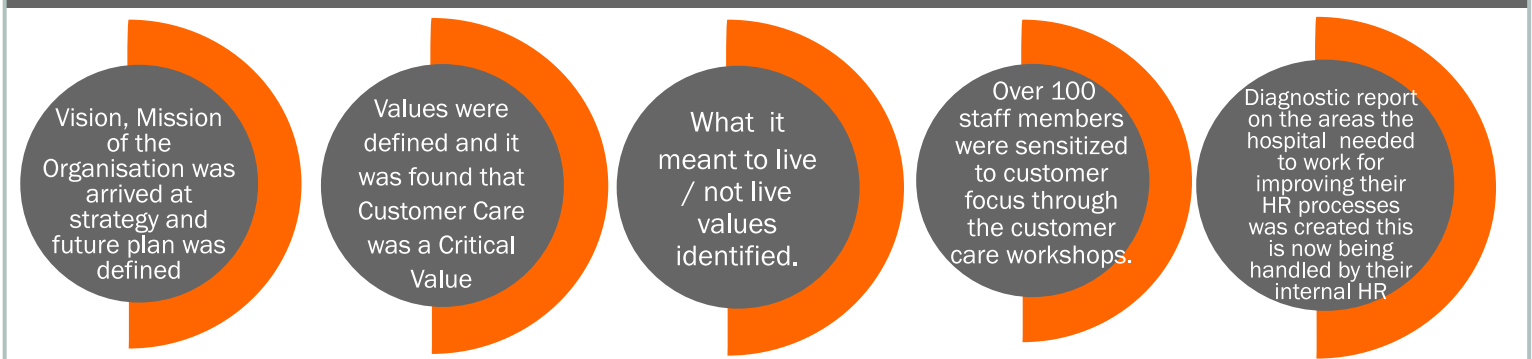 Vision, Mission
of the
Organisation was
arrived at
strategy and
future plan was
defined
Values were
defined and it
was found that
Customer Care
was a Critical
Value
What it
meant to live
/ not live
values
identified.
Over 100
staff members
were sensitized
to customer
focus through
the customer
care workshops.
Diagnostic report
on the areas the
hospital needed
to work for
improving their
HR processes
was created this
is now being
handled by their
internal HR